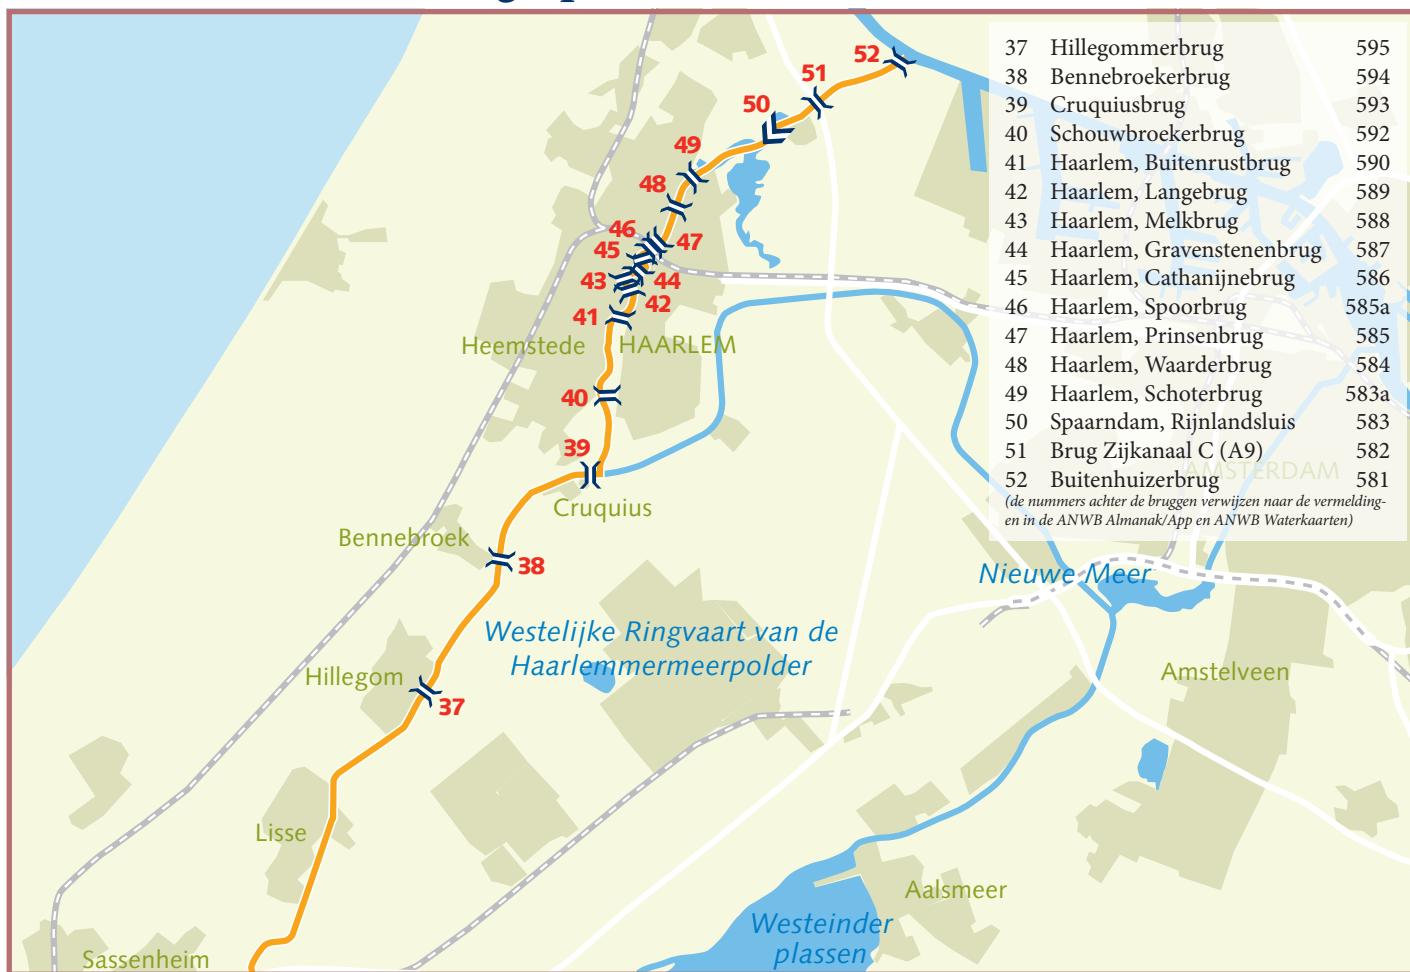 37 Hillegommerbrug 595
38 Bennebroekerbrug 594
39 Cruquiusbrug 593
40 Schouwbroekerbrug 592
41 Haarlem, Buitenrustbrug 590
42 Haarlem, Langebrug 589
43 Haarlem, Melkbrug 588
44 Haarlem, Gravenstenenbrug 587
45 Haarlem, Cathanijnebrug 586
46 Haarlem, Spoorbrug 585a
47 Haarlem, Prinsenbrug 585
48 Haarlem, Waarderbrug 584
49 Haarlem, Schoterbrug 583a
50 Spaarndam, Rijnlandsluis 583
51 Brug Zijkanaal C (A9) 582
52 Buitenhuizerbrug 581
(de nummers achter de bruggen verwijzen naar de vermelding-
en in de ANWB Almanak/App en ANWB Waterkaarten)
AMSTERDAM
52
51
50
49
48
46
47
45
43
44
42
41
Heemstede
HAARLEM
40
39
Cruquius
Bennebroek
38
Nieuwe Meer
Westelijke Ringvaart van de
Haarlemmermeerpolder
Hillegom
37
Amstelveen
Lisse
Aalsmeer
Westeinder
plassen
Sassenheim